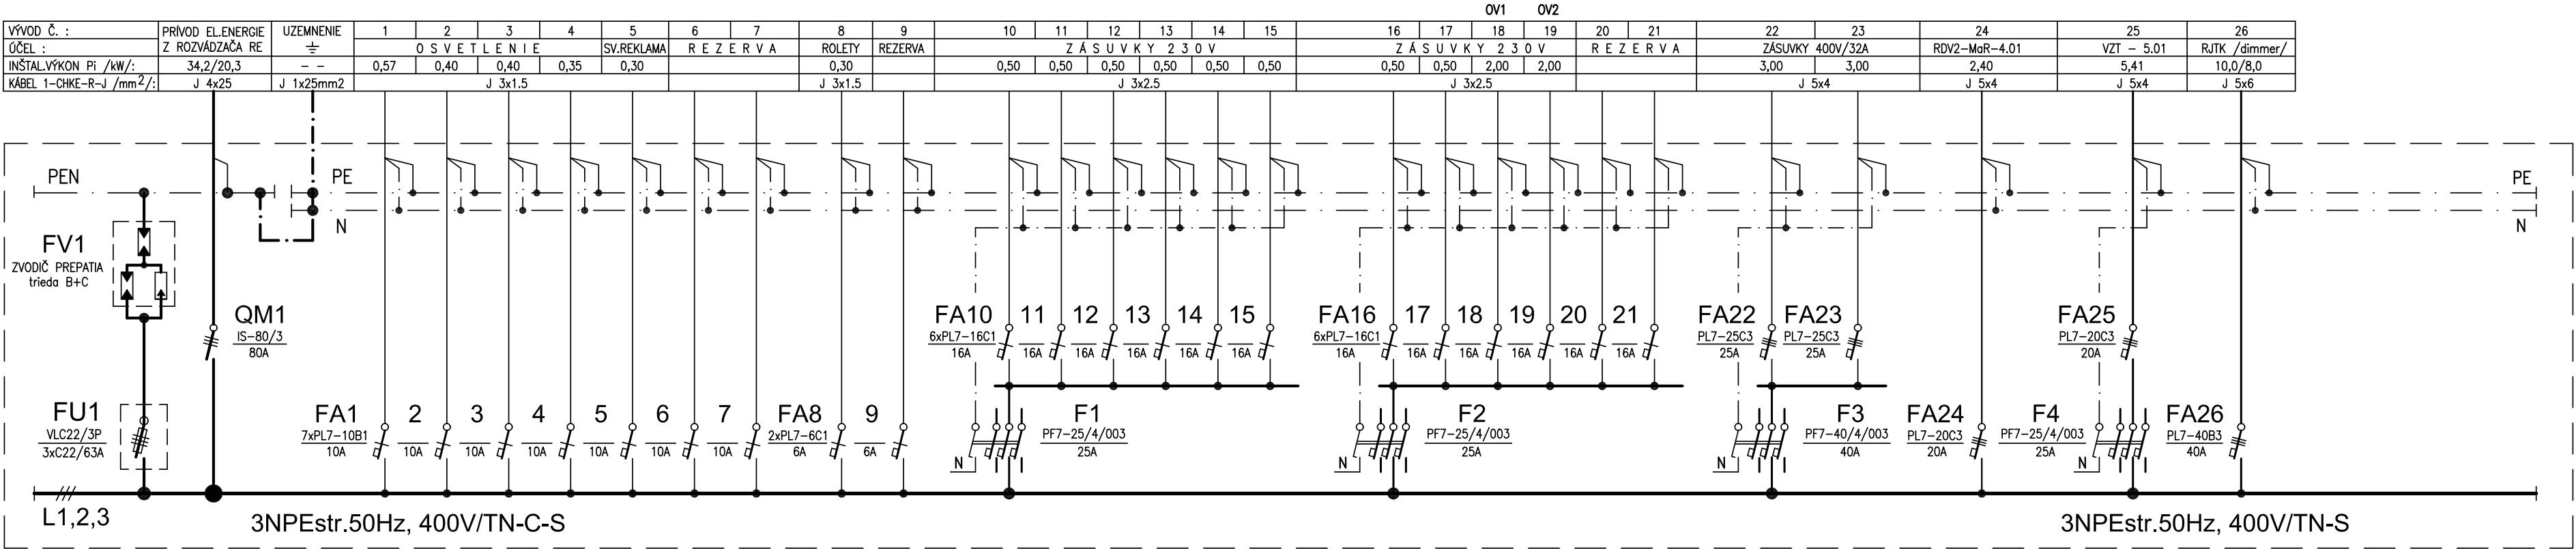 OV1 OV2
VÝVOD Č. : PRÍVOD EL.ENERGIE UZEMNENIE 1 2 3 4 5 6 7 8 9 10 11 12 13 14 15 16 17 18 19 20 21 22 23 24 25 26
ÚČEL : Z ROZVÁDZAČA RE OSVETLENIE SV.REKLAMA REZERVA ROLETY REZERVA ZÁSUVKY 230V ZÁSUVKY 230V REZERVA ZÁSUVKY 400V/32A RDV2-MaR-4.01 VZT - 5.01 RJTK /dimmer/
INŠTAL.VÝKON Pi /kW/: 34,2/20,3 - - 0,57 0,40 0,40 0,35 0,30 0,30 0,50 0,50 0,50 0,50 0,50 0,50 0,50 0,50 2,00 2,00 3,00 3,00 2,40 5,41 10,0/8,0
KÁBEL 1-CHKE-R-J /mm2/: J 4x25 J 1x25mm2 J 3x1.5 J 3x1.5 J 3x2.5 J 3x2.5 J 5x4 J 5x4 J 5x4 J 5x6
PEN PE PE
N N
FV1
ZVODIČ PREPATIA
trieda B+C
QM1
IS-80/3
80A
FA10 11 12 13 14 15 FA16 17 18 19 20 21 FA22 FA23 FA25
6xPL7-16C1 6xPL7-16C1 PL7-25C3 PL7-25C3 PL7-20C3
16A 16A 16A 16A 16A 16A 16A 16A 16A 16A 16A 16A 25A 25A 20A
FU1 FA1 2 3 4 5 6 7 FA8 9 F1 F2 F3 FA24 F4 FA26
VLC22/3P 7xPL7-10B1 2xPL7-6C1 PF7-25/4/003 PF7-25/4/003 PF7-40/4/003 PL7-20C3 PF7-25/4/003 PL7-40B3
3xC22/63A 10A 10A 10A 10A 10A 10A 10A 6A 6A 25A 25A 40A 20A 25A 40A
N N N N
L1,2,3 3NPEstr.50Hz, 400V/TN-C-S 3NPEstr.50Hz, 400V/TN-S